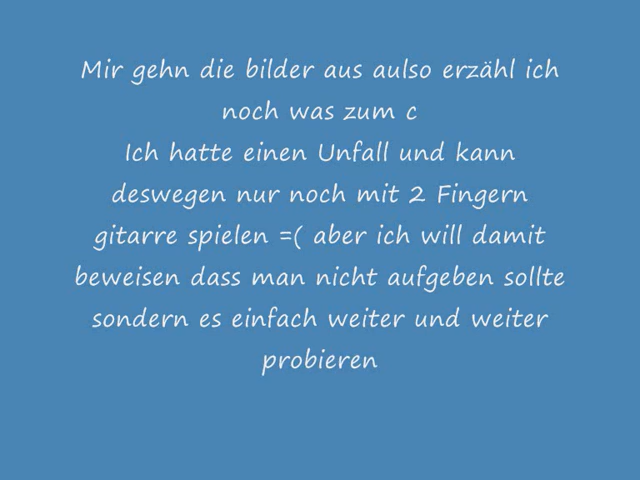 Mir gehn die bilder aus aulso erzähl ich
noch was zum c
Ich hatte einen Unfall und kann
deswegen nur noch mit 2 Fingern
gitarre spielen =( aber ich will damit
beweisen dass man nicht aufgeben sollte
sondern es einfach weiter und weiter
probieren